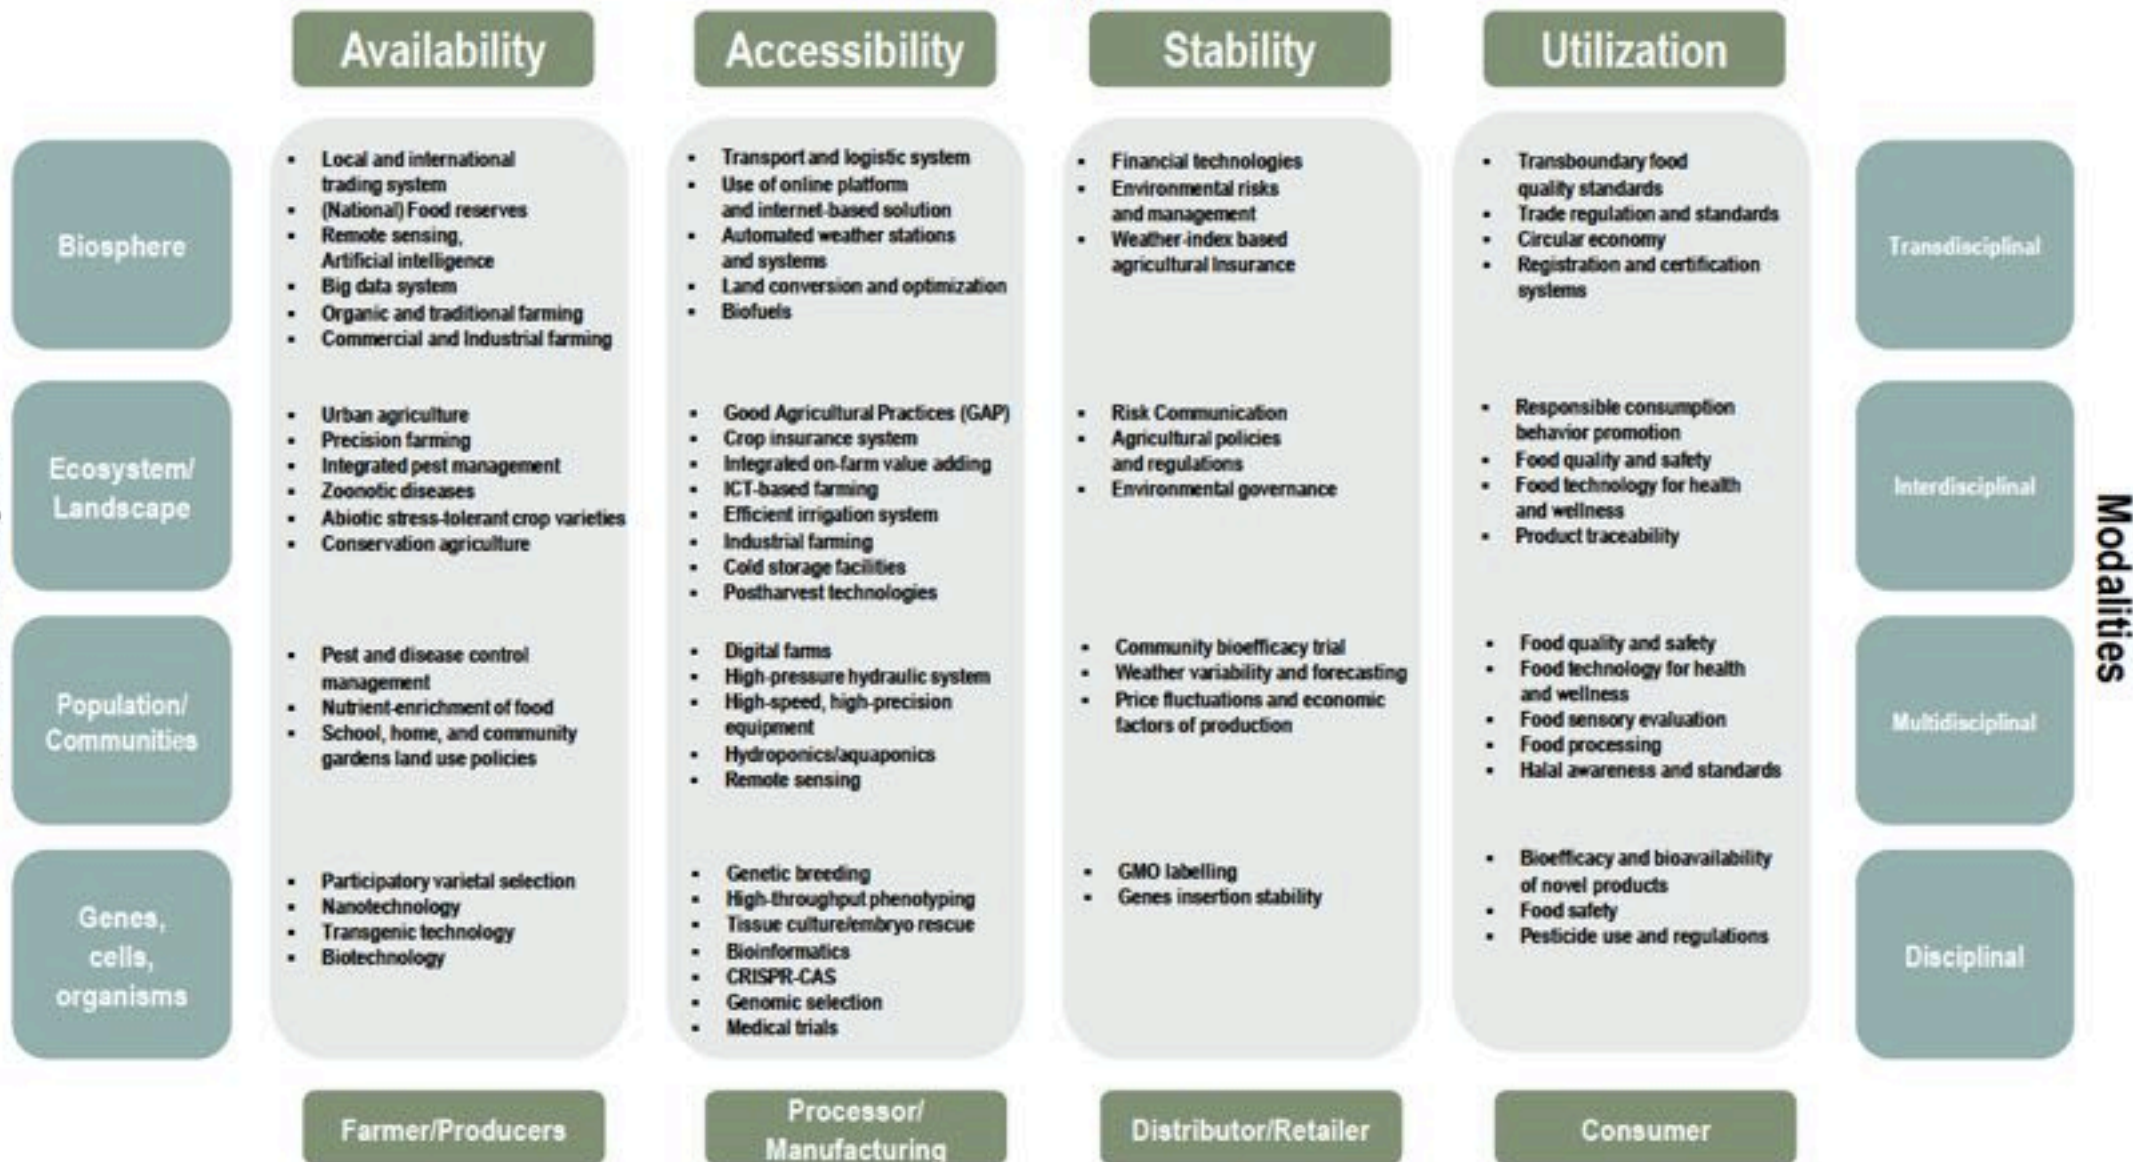 Availability
Accessibility
Stability
Utilization
Biosphere
▪ Local and international
trading system
▪ (National) Food reserves
▪ Remote sensing,
Artificial intelligence
▪ Big data system
▪ Organic and traditional farming
▪ Commercial and Industrial farming
▪ Transport and logistic system
▪ Use of online platform
and internet-based solution
▪ Automated weather stations
and systems
▪ Land conversion and optimization
▪ Biofuels
▪ Financial technologies
▪ Environmental risks
and management
▪ Weather-index based
agricultural Insurance
▪ Transboundary food
quality standards
▪ Trade regulation and standards
▪ Circular economy
▪ Registration and certification
systems
Transdisciplinal
Ecosystem/
Landscape
▪ Urban agriculture
▪ Precision farming
▪ Integrated pest management
▪ Zoonotic diseases
▪ Abiotic stress-tolerant crop varieties
▪ Conservation agriculture
▪ Good Agricultural Practices (GAP)
▪ Crop insurance system
▪ Integrated on-farm value adding
▪ ICT-based farming
▪ Efficient irrigation system
▪ Industrial farming
▪ Cold storage facilities
▪ Postharvest technologies
▪ Risk Communication
▪ Agricultural policies
and regulations
▪ Environmental governance
▪ Responsible consumption
behavior promotion
▪ Food quality and safety
▪ Food technology for health
and wellness
▪ Product traceability
Interdisciplinal
Population/
Communities
▪ Pest and disease control
management
▪ Nutrient-enrichment of food
▪ School, home, and community
gardens land use policies
▪ Digital farms
▪ High-pressure hydraulic system
▪ High-speed, high-precision
equipment
▪ Hydroponics/aquaponics
▪ Remote sensing
▪ Community bioefficacy trial
▪ Weather variability and forecasting
▪ Price fluctuations and economic
factors of production
▪ Food quality and safety
▪ Food technology for health
and wellness
▪ Food sensory evaluation
▪ Food processing
▪ Halal awareness and standards
Multidisciplinal
Genes,
cells,
organisms
▪ Participatory varietal selection
▪ Nanotechnology
▪ Transgenic technology
▪ Biotechnology
▪ Genetic breeding
▪ High-throughput phenotyping
▪ Tissue culture/embryo rescue
▪ Bioinformatics
▪ CRISPR-CAS
▪ Genomic selection
▪ Medical trials
▪ GMO labelling
▪ Genes insertion stability
▪ Bioefficacy and bioavailability
of novel products
▪ Food safety
▪ Pesticide use and regulations
Disciplinal
Modalities
Farmer/Producers
Processor/
Manufacturing
Distributor/Retailer
Consumer